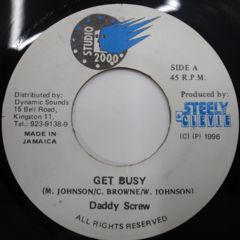 STUDIO
2000
SIDE A
45 R.P.M.
Distributed by:
Dynamic Sounds
15 Bell Road,
Kingston 11,
Tel.: 923-9138-9
MADE IN
JAMAICA
Produced by:
STEELY
& CLEVIE
(C) (P) 1996
GET BUSY
(M. JOHNSON/C. BROWNE/W. JOHNSON)
Daddy Screw
ALL RIGHTS RESERVED